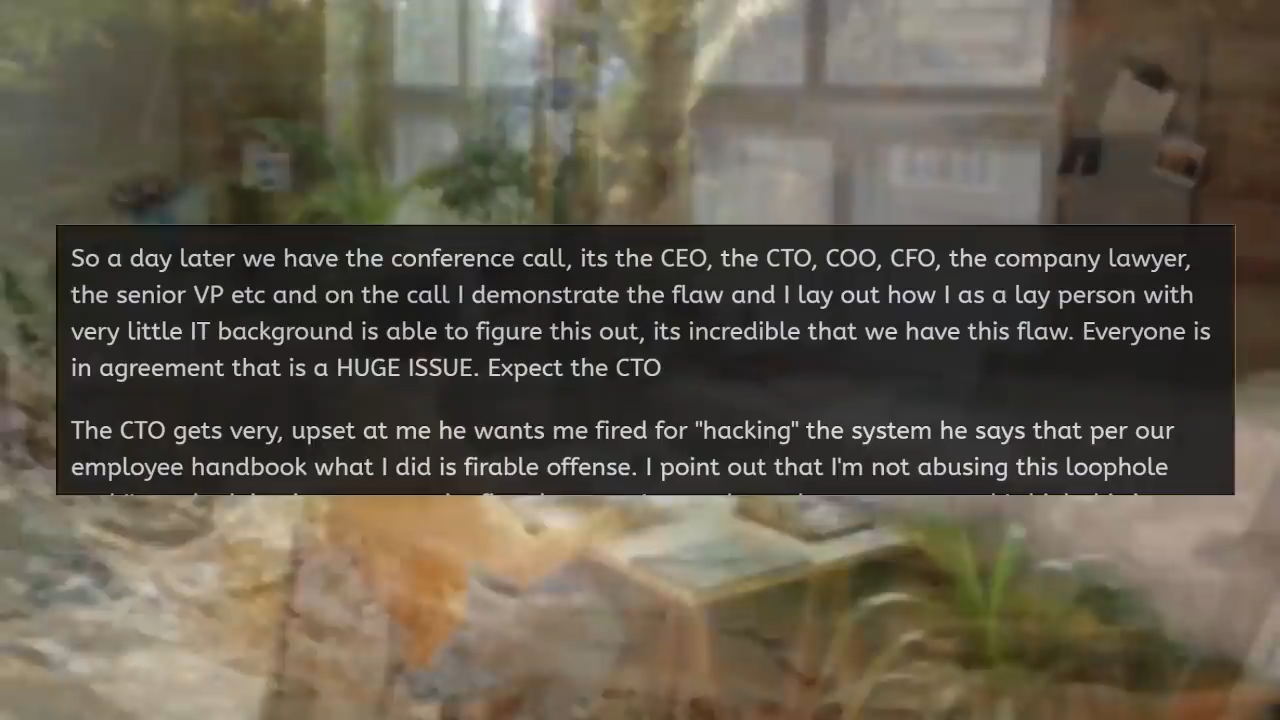 So a day later we have the conference call, its the CEO, the CTO, COO, CFO, the company lawyer,
the senior VP etc and on the call I demonstrate the flaw and I lay out how I as a lay person with
very little IT background is able to figure this out, its incredible that we have this flaw. Everyone is
in agreement that is a HUGE ISSUE. Expect the CTO
The CTO gets very, upset at me he wants me fired for "hacking" the system he says that per our
employee handbook what I did is firable offense. I point out that I'm not abusing this loophole